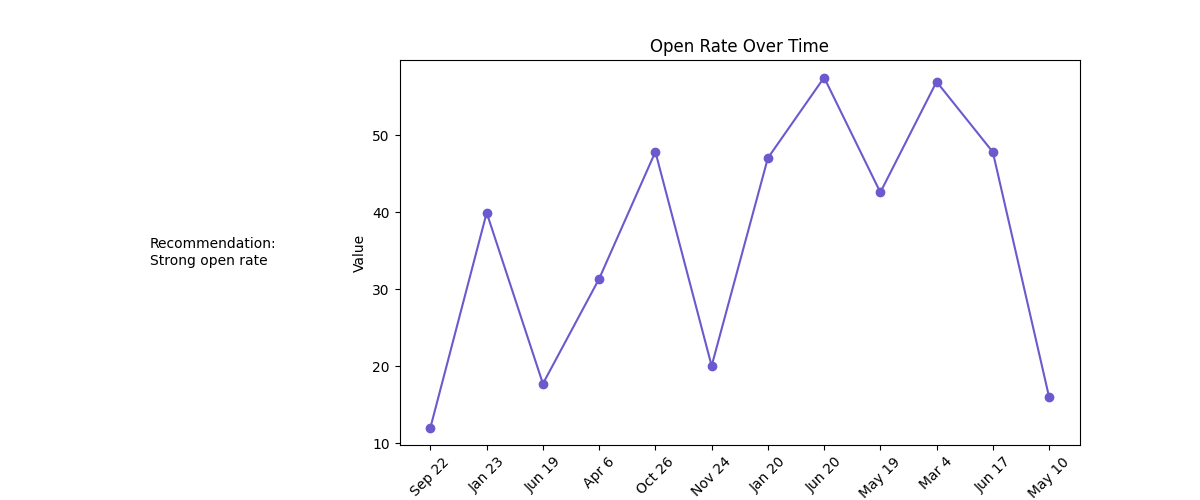 Open Rate Over Time
Recommendation:
Strong open rate
Value
50
40
30
20
10
Sep 22
Jan 23
Jun 19
Apr 6
Oct 26
Nov 24
Jan 20
Jun 20
May 19
Mar 4
Jun 17
May 10